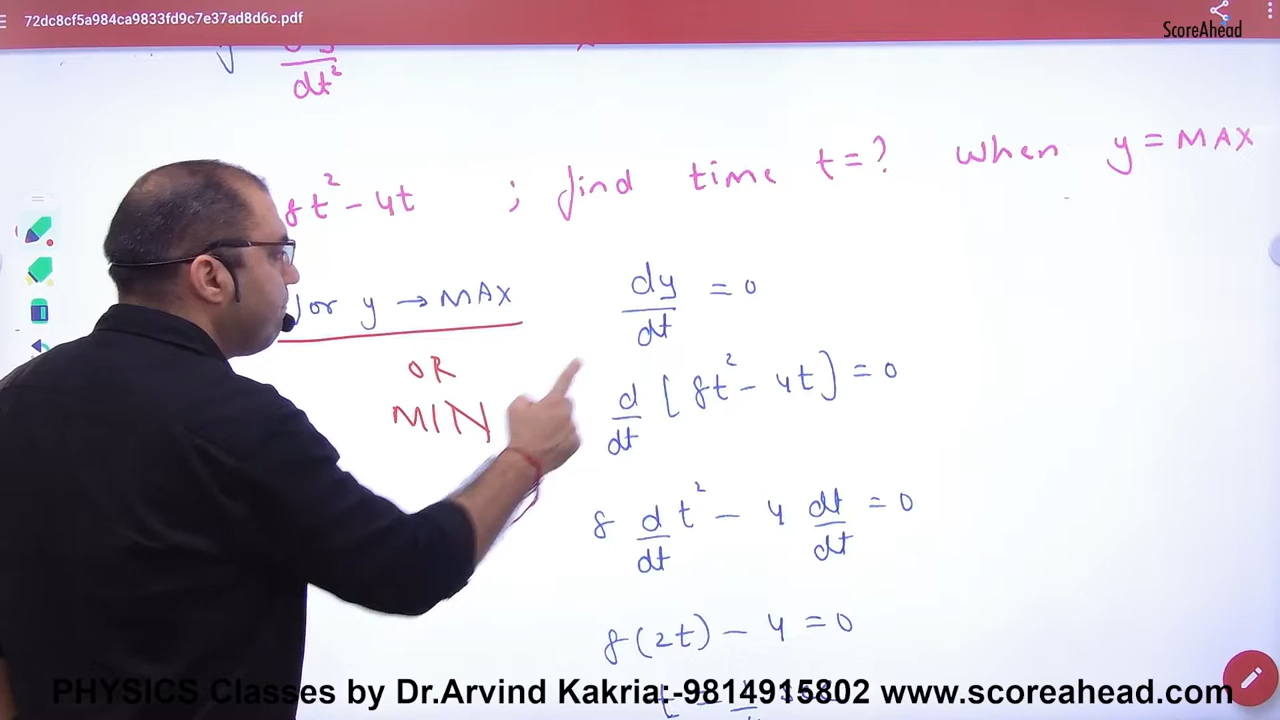 72dc8cf5a984ca9833fd9c7e37ad8d6c.pdf
ScoreAhead
dt²
8t² - 4t ; find time t = ? when y = MAX
for y → MAX
OR
MIN
dy/dt = 0
d/dt [8t² - 4t] = 0
8 d/dt t² - 4 dt/dt = 0
8(2t) - 4 = 0
PHYSICS Classes by Dr.Arvind Kakria:-9814915802 www.scoreahead.com